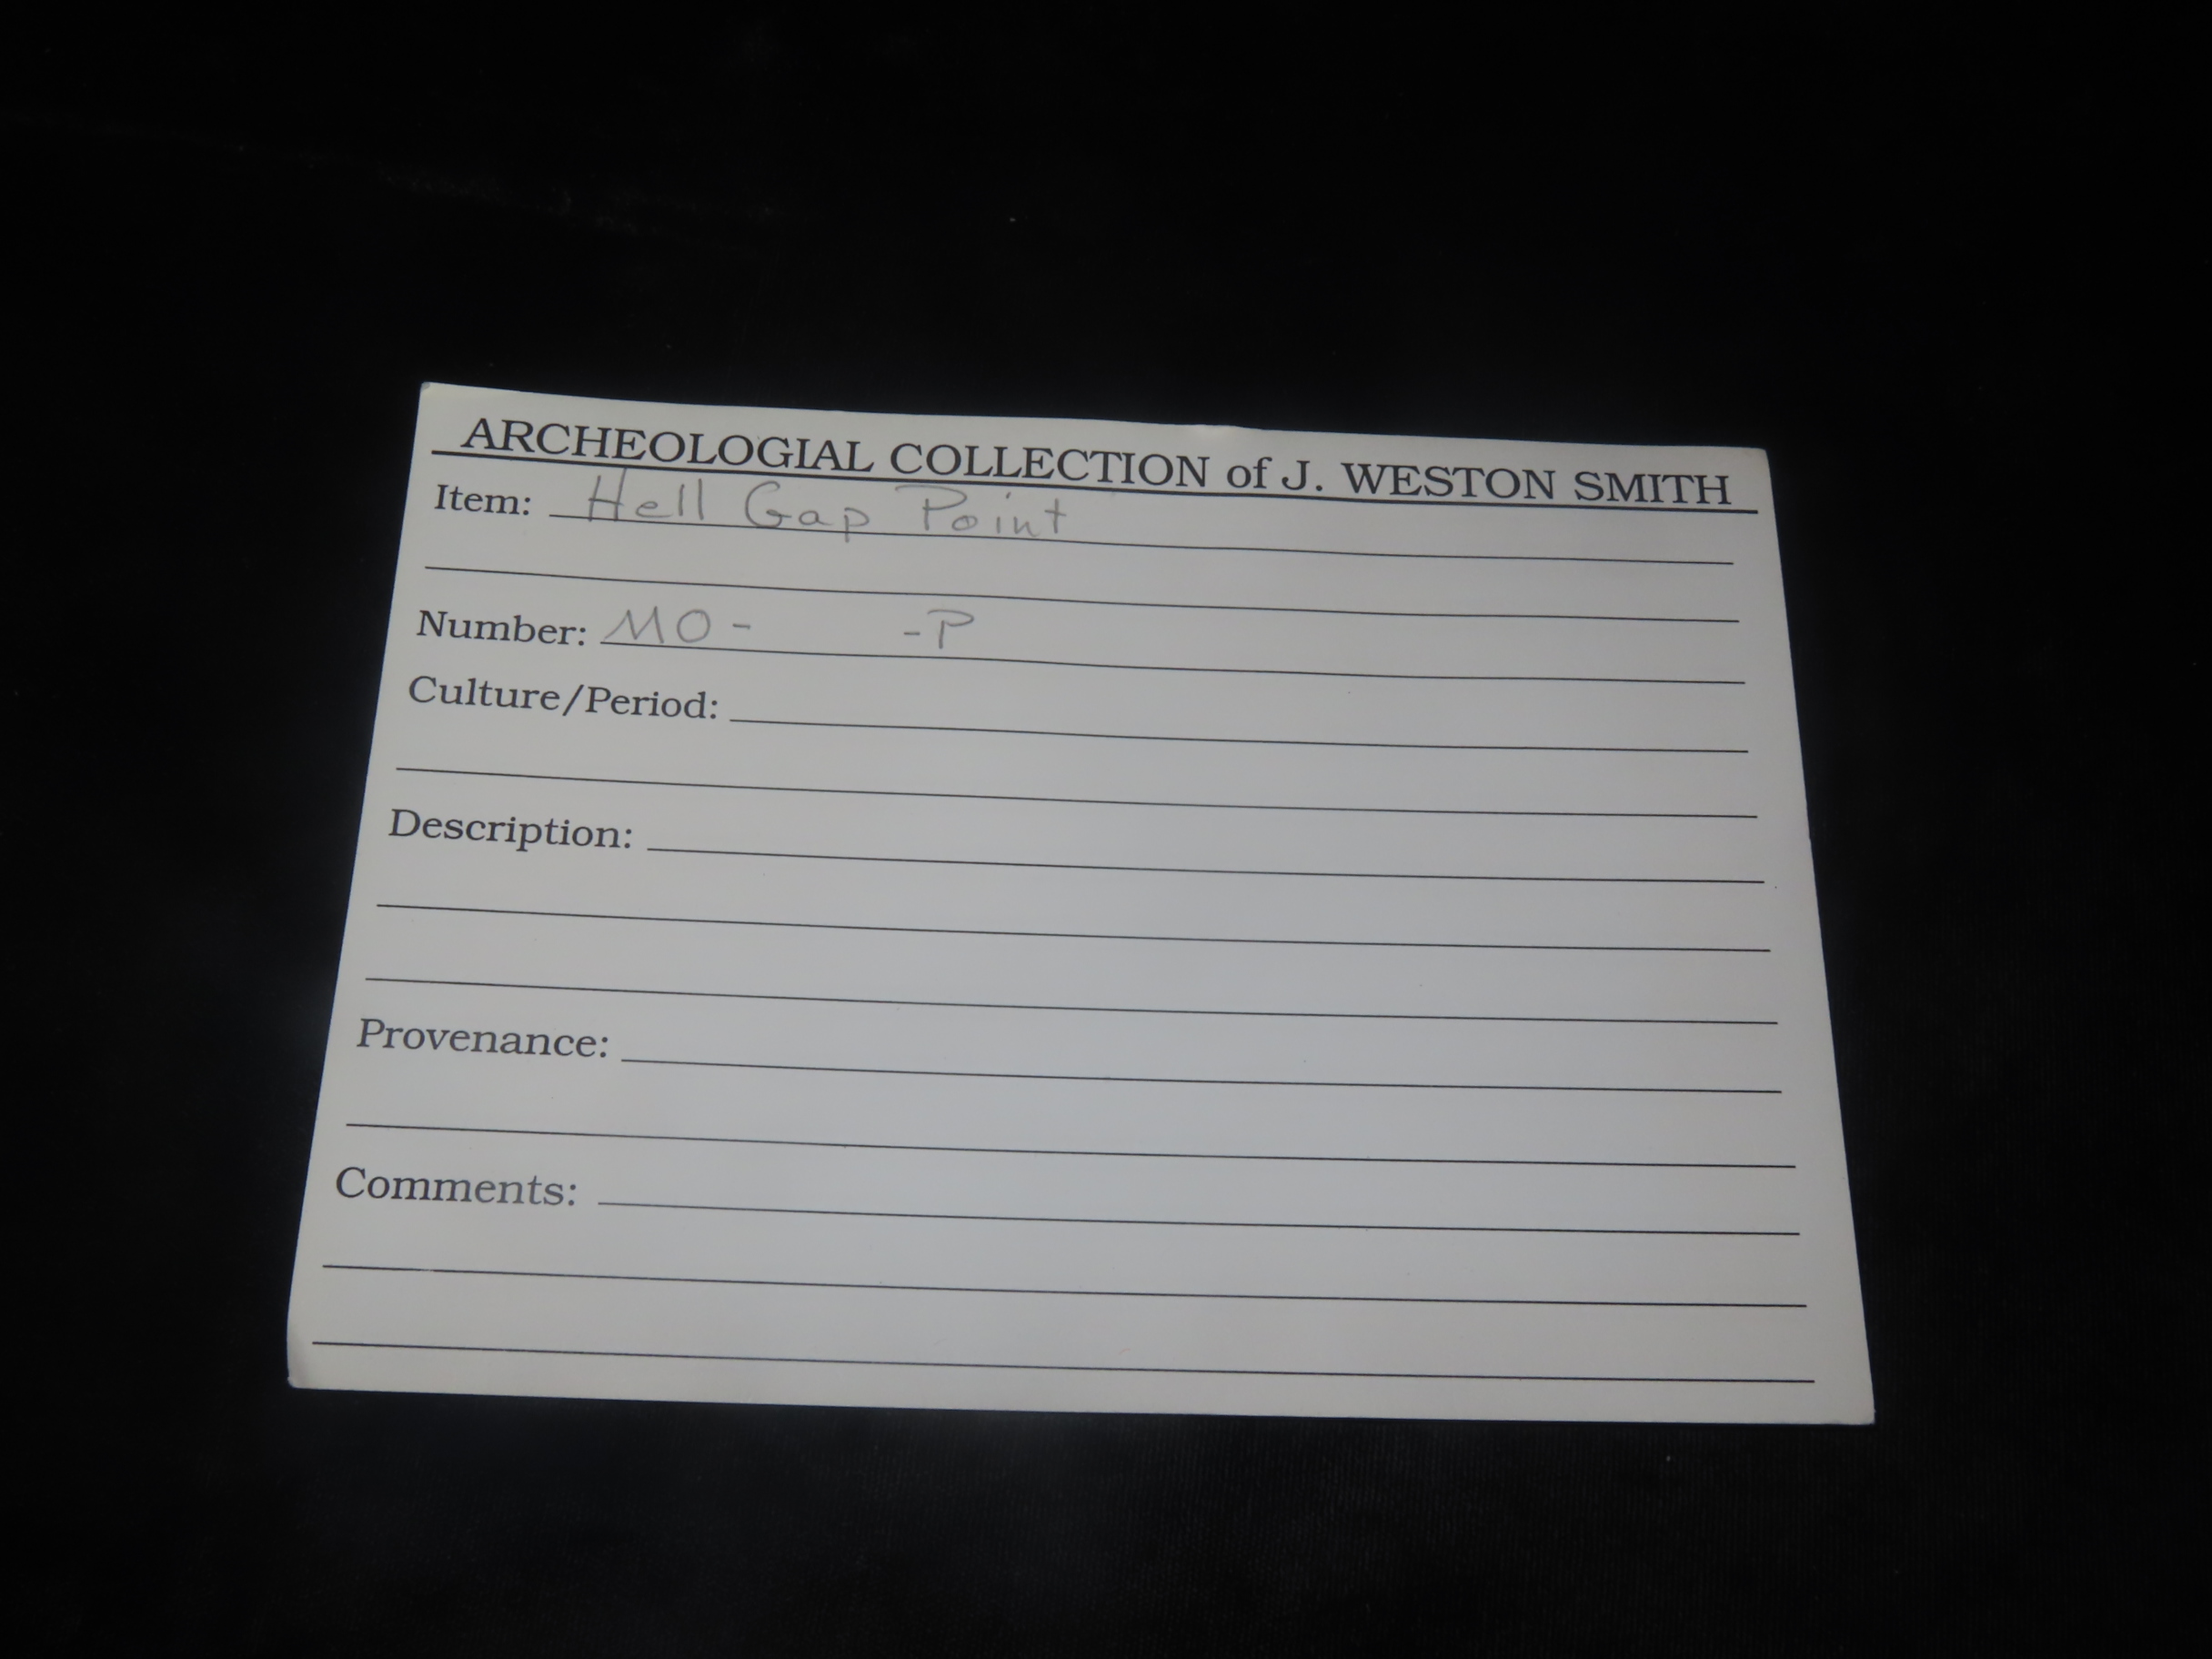 ARCHEOLOGIAL COLLECTION of J. WESTON SMITH
Item: Hell Gap Point
Number: MO- -P
Culture/Period:
Description:
Provenance:
Comments: